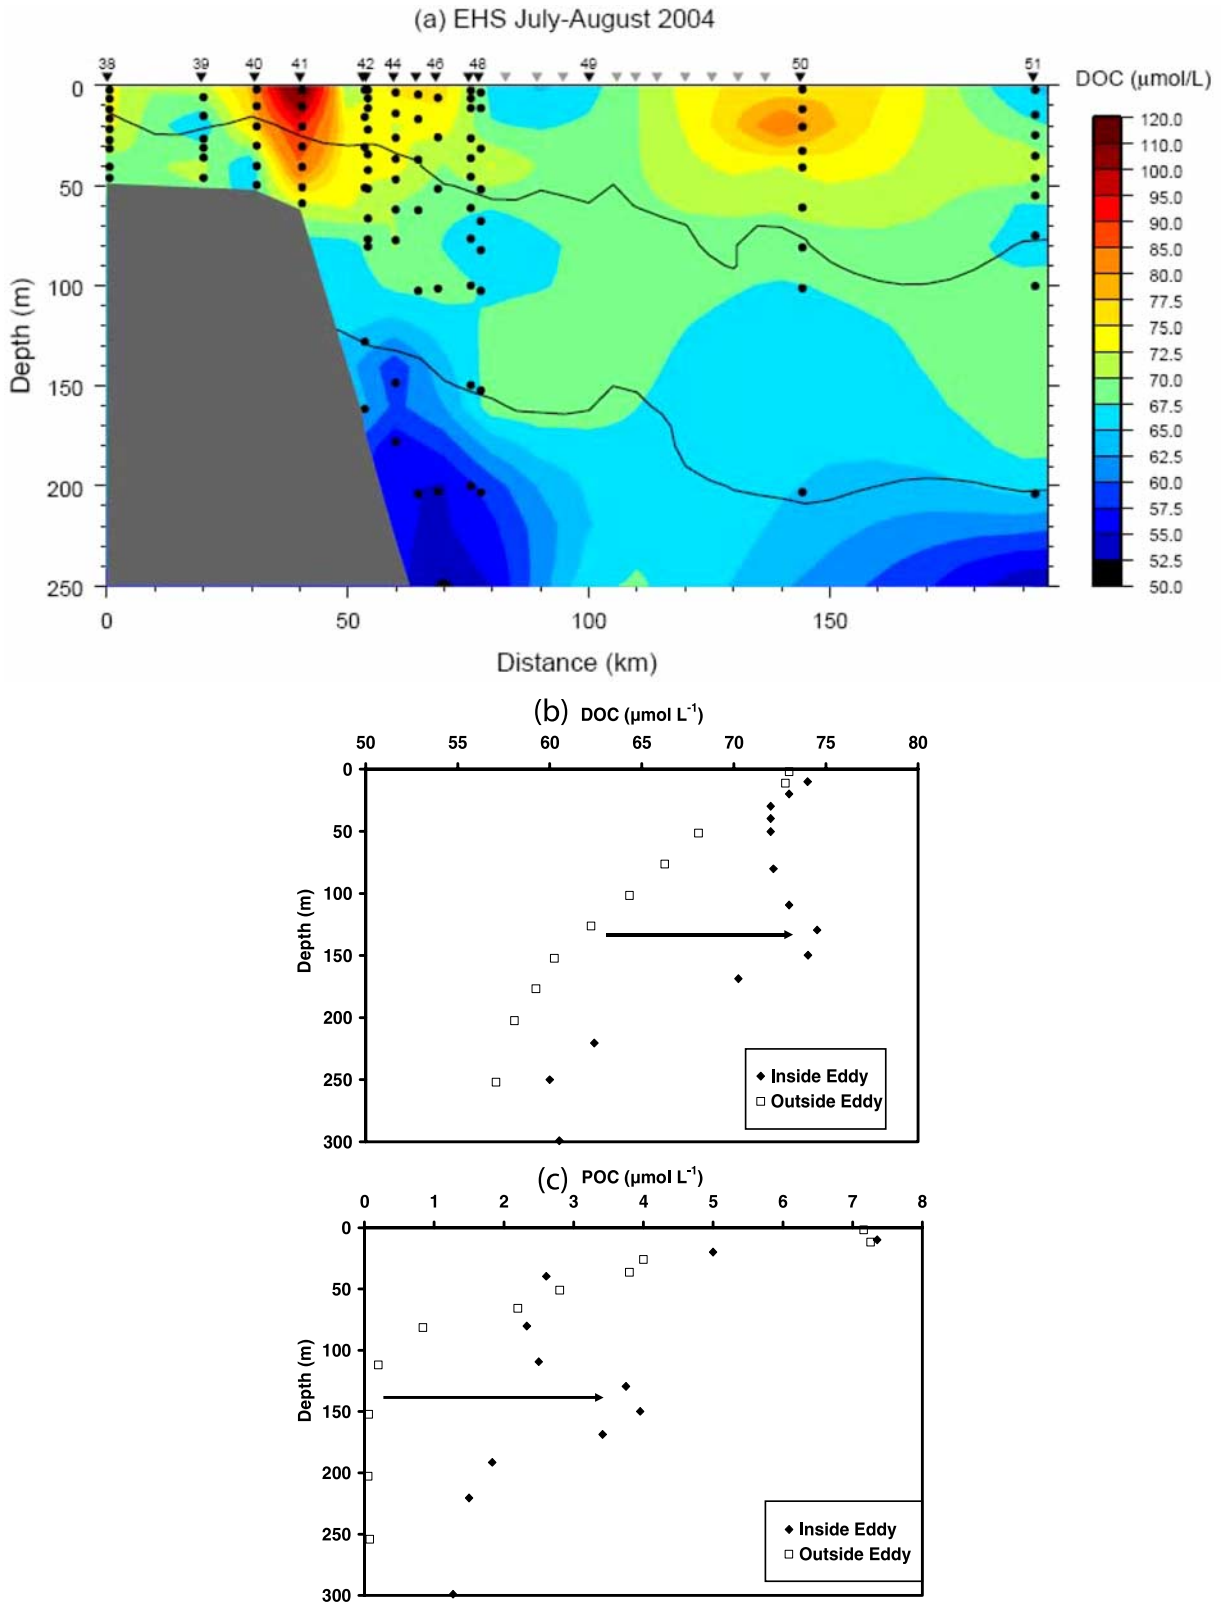 (a) EHS July-August 2004
38 39 40 41 42 44 46 48 49 50 51
DOC (µmol/L)
0
50
100
150
200
250
Depth (m)
0 50 100 150
Distance (km)
120.0
100.0
95.0
90.0
85.0
80.0
77.5
75.0
72.5
70.0
67.5
65.0
62.5
60.0
57.5
55.0
52.5
50.0
(b) DOC (µmol L-1)
50 55 60 65 70 75 80
0
50
100
150
200
250
300
Depth (m)
Inside Eddy
Outside Eddy
(c) POC (µmol L-1)
0 1 2 3 4 5 6 7 8
0
50
100
150
200
250
300
Depth (m)
Inside Eddy
Outside Eddy